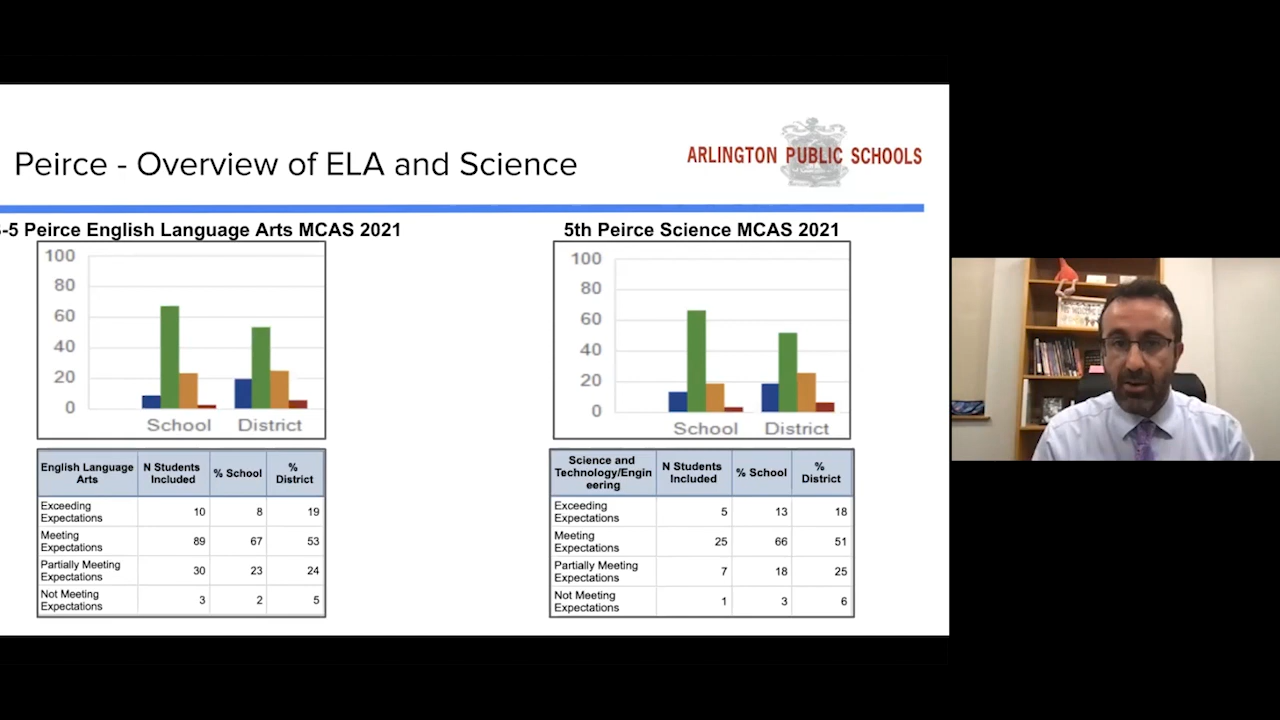 Peirce - Overview of ELA and Science
ARLINGTON PUBLIC SCHOOLS
-5 Peirce English Language Arts MCAS 2021
100
80
60
40
20
0
School District
English Language Arts N Students Included % School % District
Exceeding Expectations 10 8 19
Meeting Expectations 89 67 53
Partially Meeting Expectations 30 23 24
Not Meeting Expectations 3 2 5
5th Peirce Science MCAS 2021
100
80
60
40
20
0
School District
Science and Technology/Engineering N Students Included % School % District
Exceeding Expectations 5 13 18
Meeting Expectations 25 66 51
Partially Meeting Expectations 7 18 25
Not Meeting Expectations 1 3 6